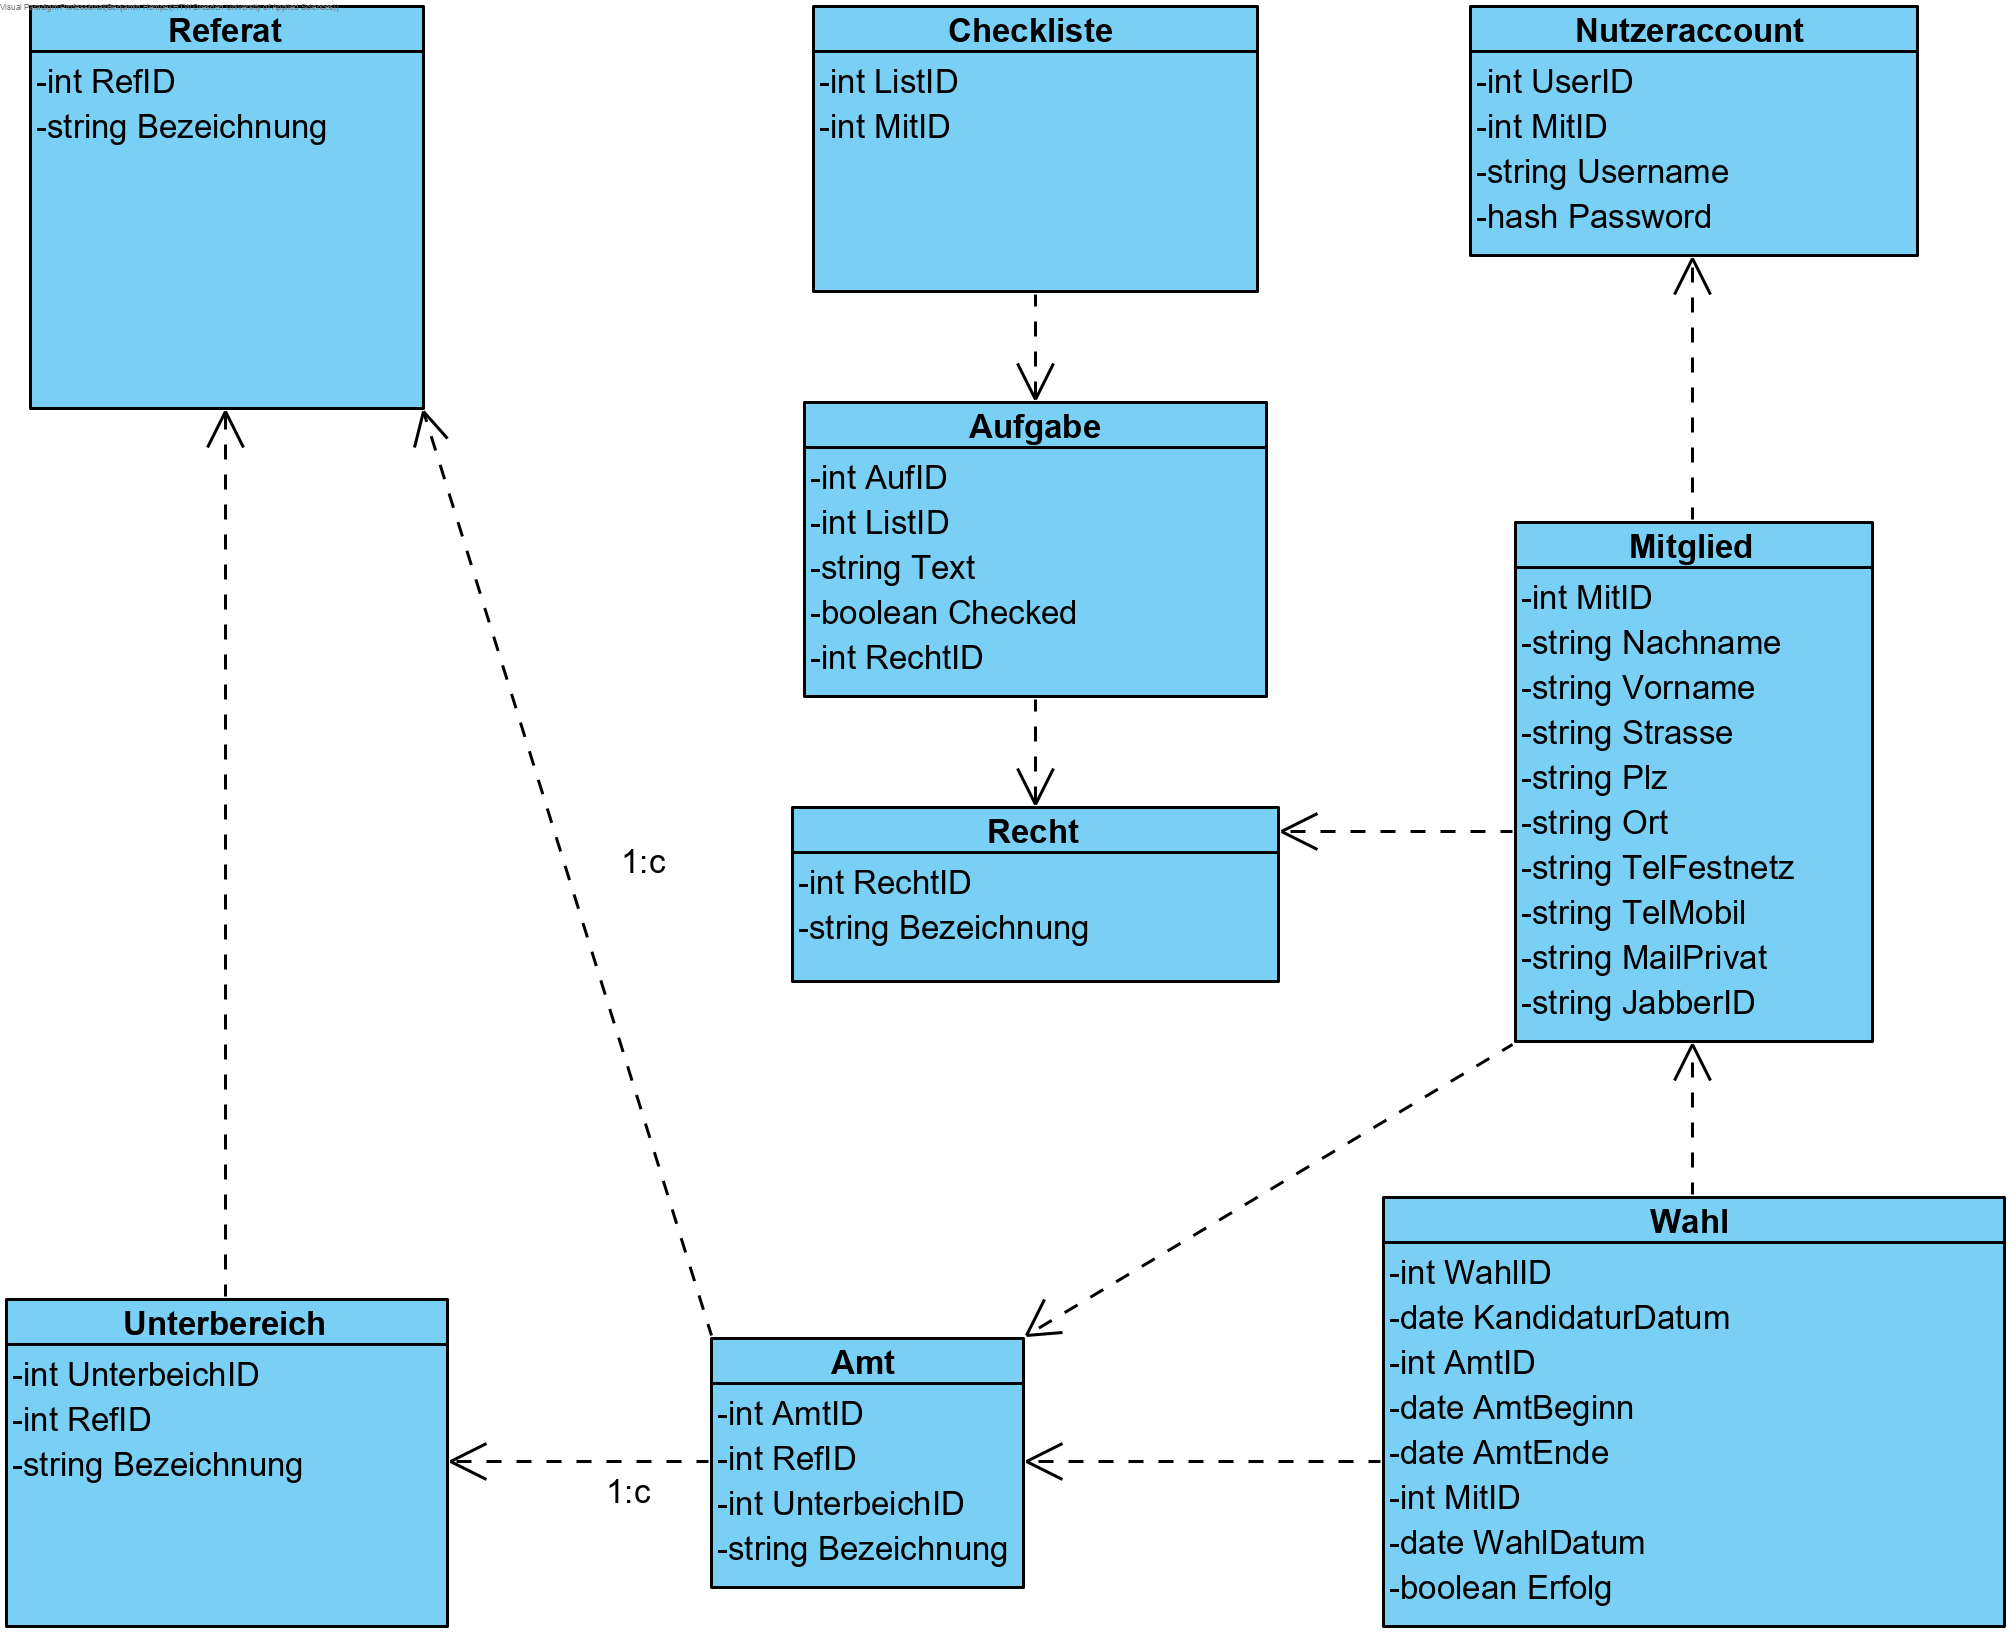 Referat
-int RefID
-string Bezeichnung
Checkliste
-int ListID
-int MitID
Nutzeraccount
-int UserID
-int MitID
-string Username
-hash Password
Aufgabe
-int AufID
-int ListID
-string Text
-boolean Checked
-int RechtID
Mitglied
-int MitID
-string Nachname
-string Vorname
-string Strasse
-string Plz
-string Ort
-string TelFestnetz
-string TelMobil
-string MailPrivat
-string JabberID
Recht
-int RechtID
-string Bezeichnung
1:c
Unterbereich
-int UnterbeichID
-int RefID
-string Bezeichnung
1:c
Amt
-int AmtID
-int RefID
-int UnterbeichID
-string Bezeichnung
Wahl
-int WahlID
-date KandidaturDatum
-int AmtID
-date AmtBeginn
-date AmtEnde
-int MitID
-date WahlDatum
-boolean Erfolg